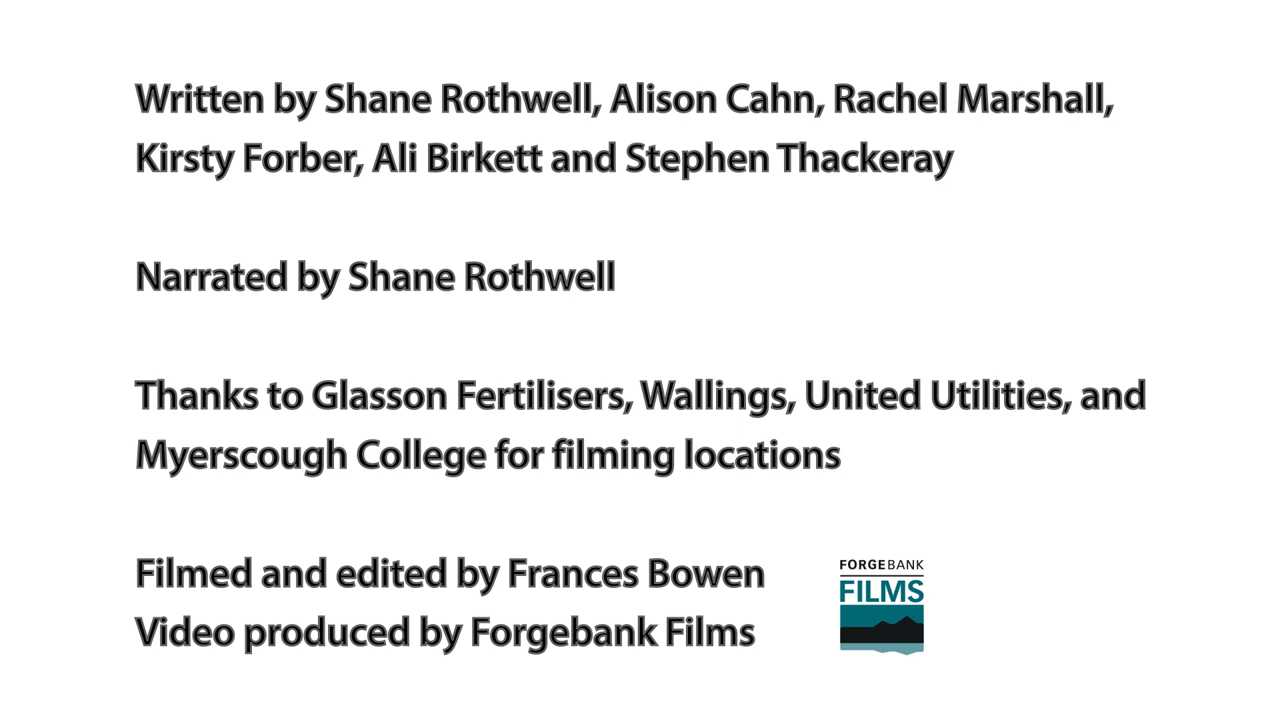 Written by Shane Rothwell, Alison Cahn, Rachel Marshall,
Kirsty Forber, Ali Birkett and Stephen Thackeray
Narrated by Shane Rothwell
Thanks to Glasson Fertilisers, Wallings, United Utilities, and
Myerscough College for filming locations
Filmed and edited by Frances Bowen
Video produced by Forgebank Films
FORGEBANK
FILMS